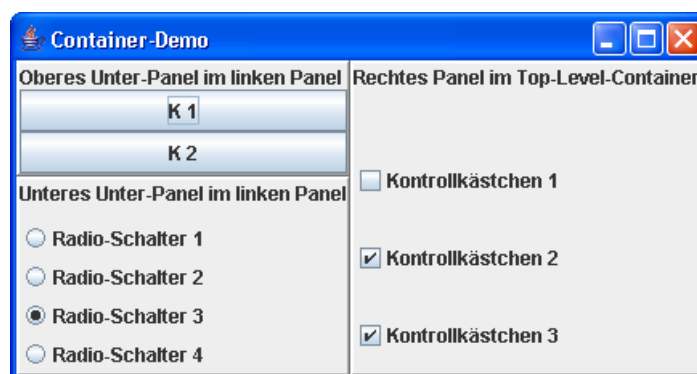 Container-Demo
Oberes Unter-Panel im linken Panel
K 1
K 2
Unteres Unter-Panel im linken Panel
Radio-Schalter 1
Radio-Schalter 2
Radio-Schalter 3
Radio-Schalter 4
Rechtes Panel im Top-Level-Container
Kontrollkästchen 1
Kontrollkästchen 2
Kontrollkästchen 3